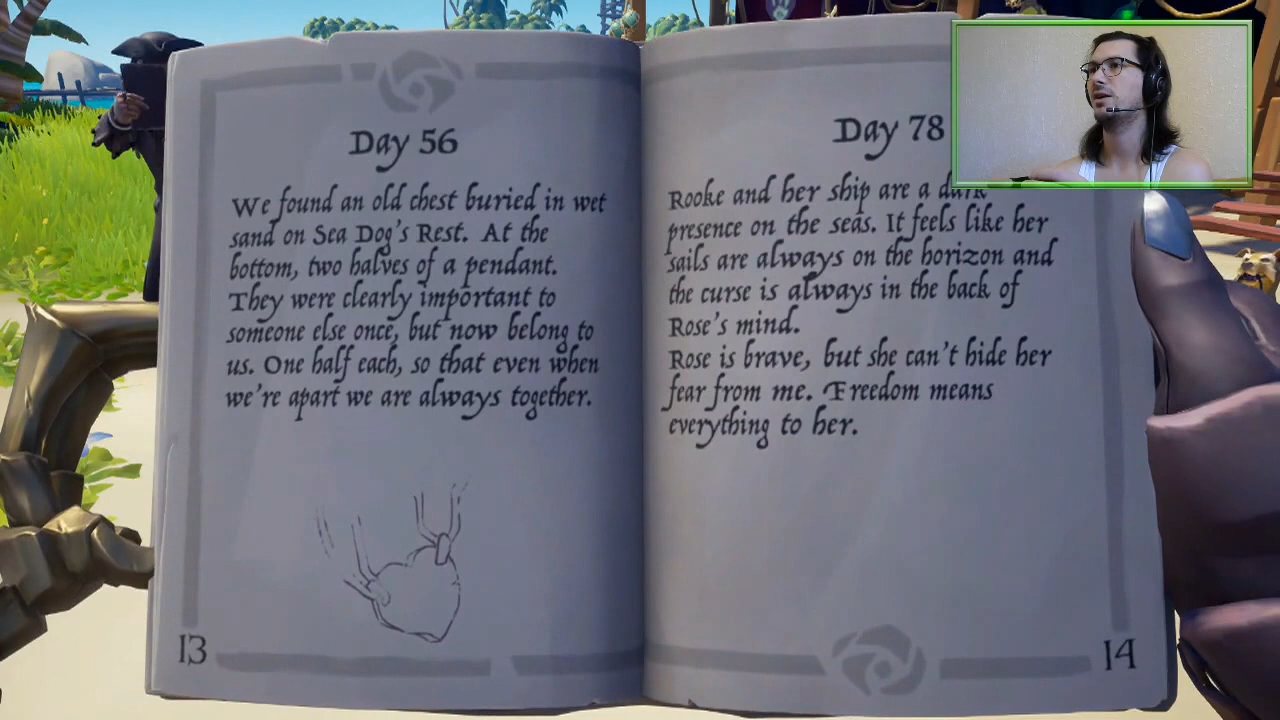 Day 56
We found an old chest buried in wet
sand on Sea Dog's Rest. At the
bottom, two halves of a pendant.
They were clearly important to
someone else once, but now belong to
us. One half each, so that even when
we're apart we are always together.
13
Day 78
Rooke and her ship are a dark
presence on the seas. It feels like her
sails are always on the horizon and
the curse is always in the back of
Rose's mind.
Rose is brave, but she can't hide her
fear from me. Freedom means
everything to her.
14